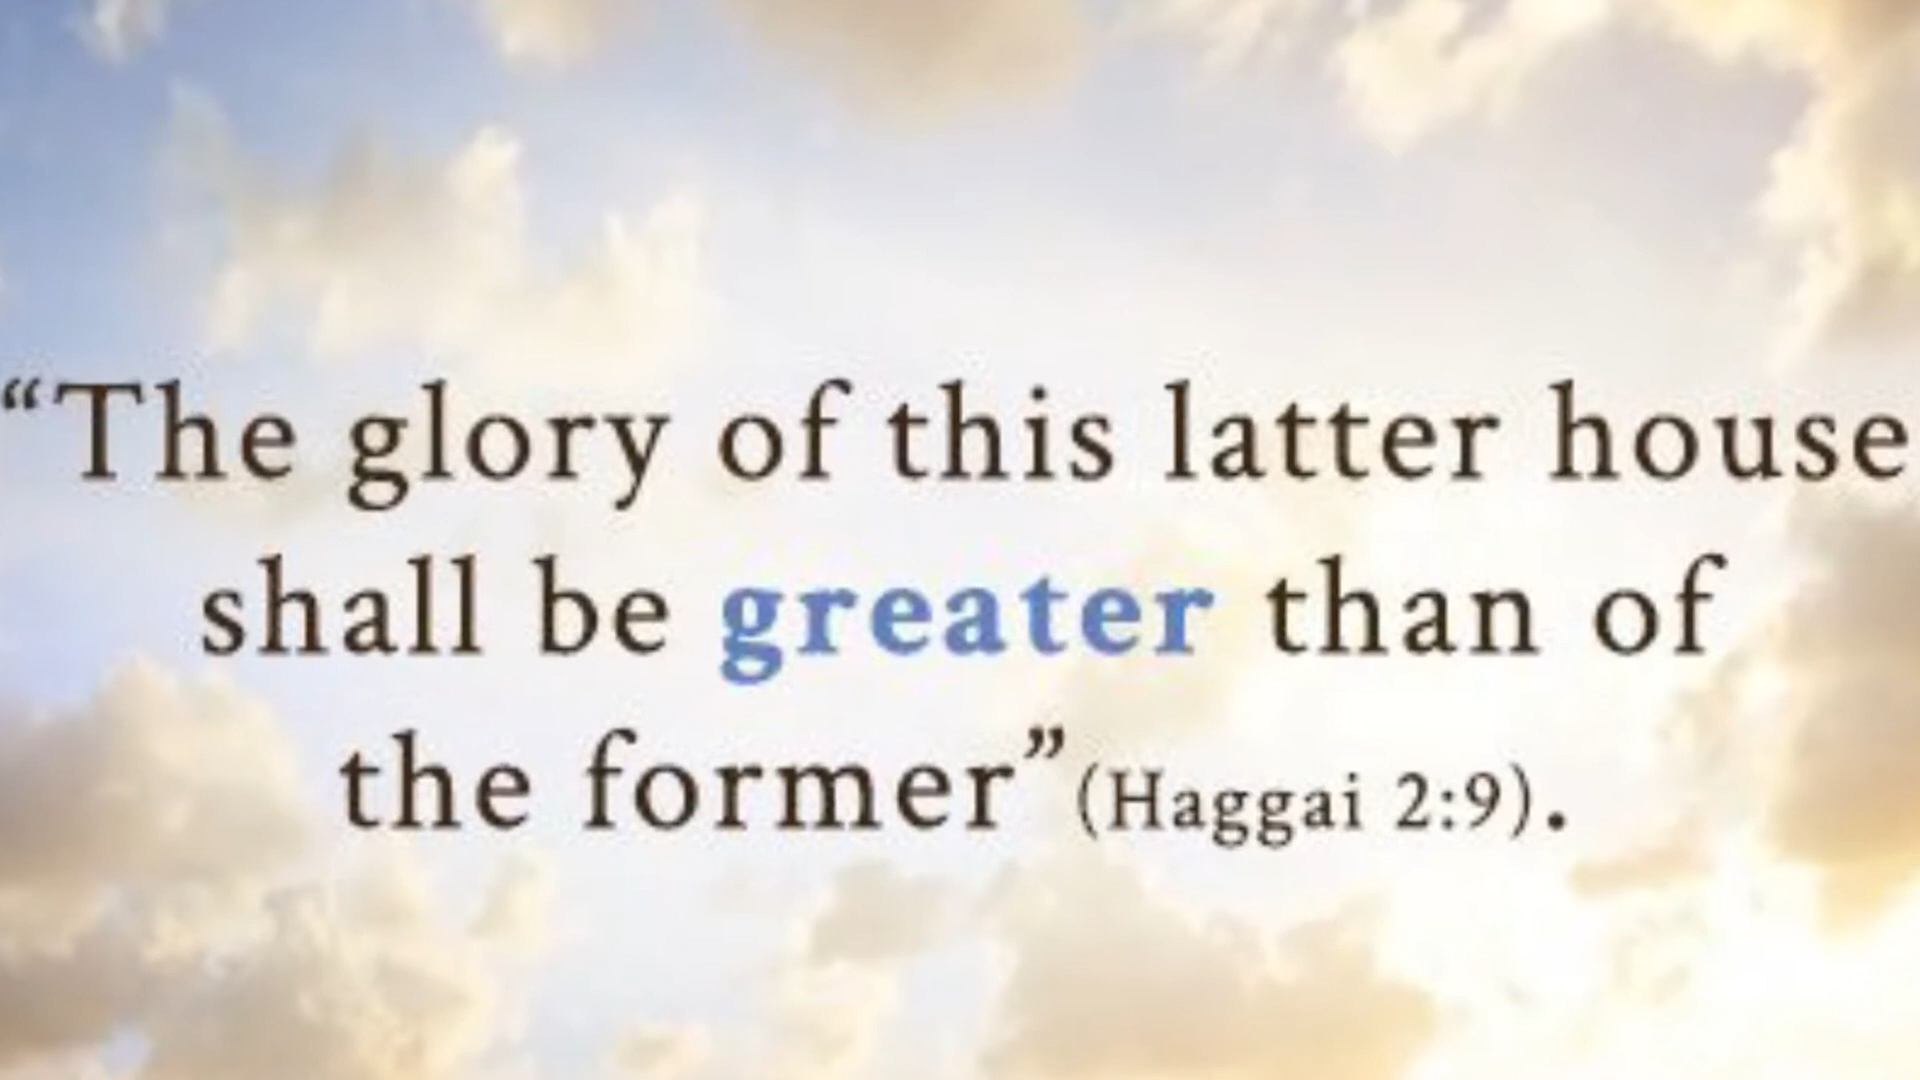 “The glory of this latter house
shall be greater than of
the former” (Haggai 2:9).